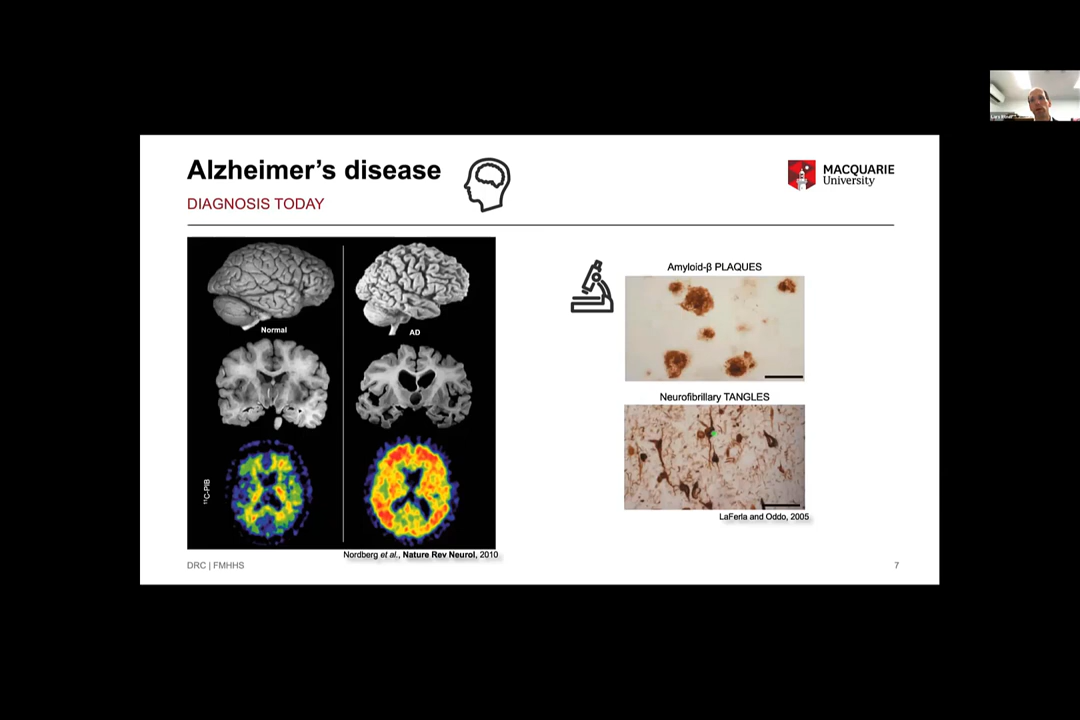 Alzheimer’s disease
DIAGNOSIS TODAY
MACQUARIE
University
Normal
AD
¹¹C-PIB
Nordberg et al., Nature Rev Neurol, 2010
Amyloid-β PLAQUES
Neurofibrillary TANGLES
LaFerla and Oddo, 2005
DRC | FMHHS
7